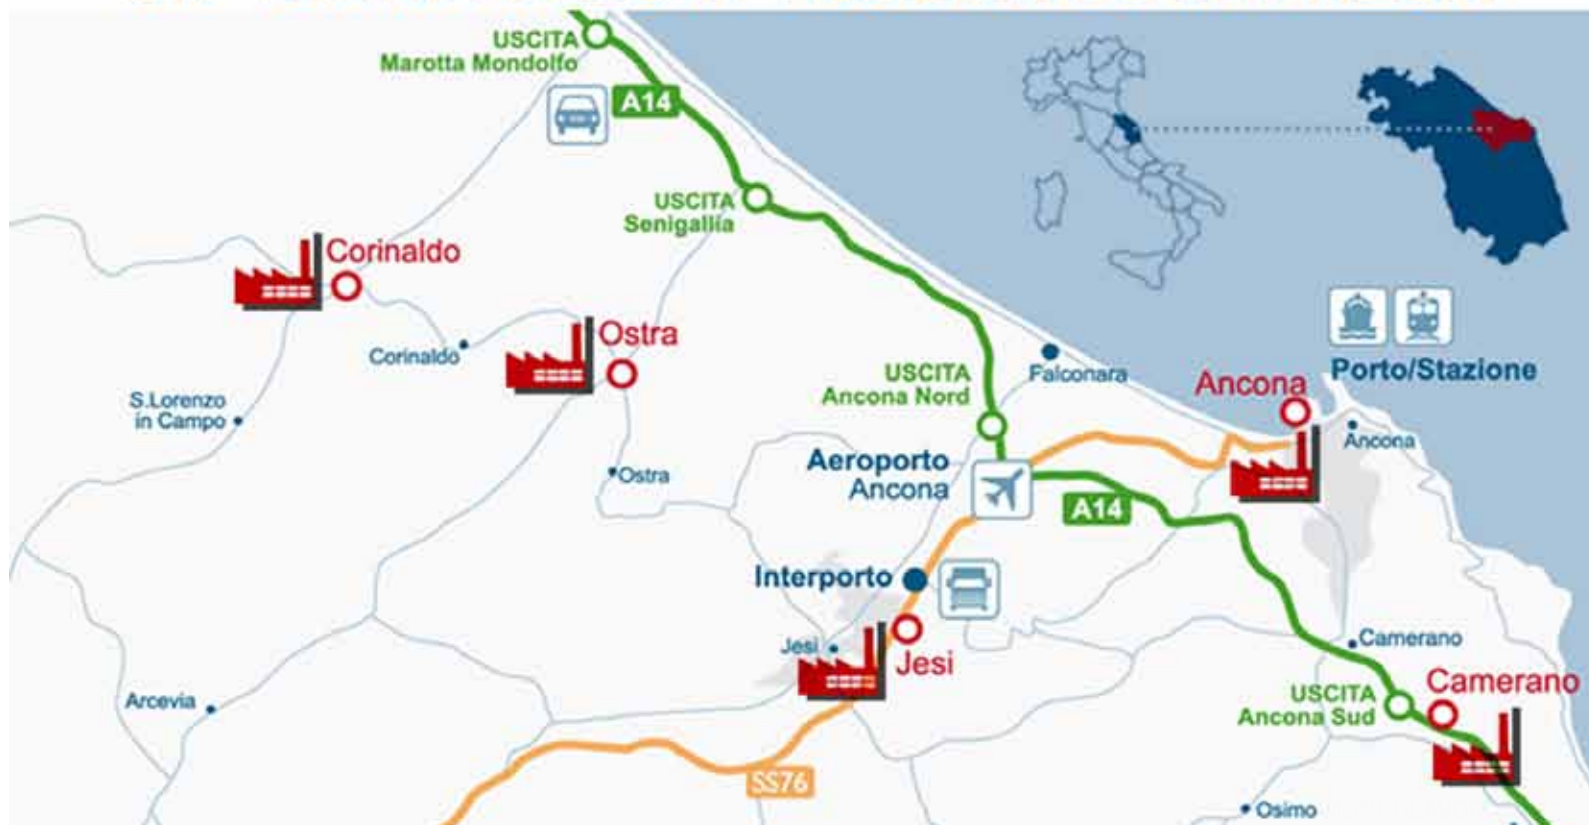 USCITA
Marotta Mondolfo
A14
USCITA
Senigallia
Corinaldo
Ostra
Corinaldo
S.Lorenzo
in Campo
USCITA
Ancona Nord
Falconara
Porto/Stazione
Ancona
Ancona
Aeroporto
Ancona
Ostra
A14
Interporto
Jesi
Jesi
Camerano
Camerano
USCITA
Ancona Sud
Arcevia
SS76
Osimo